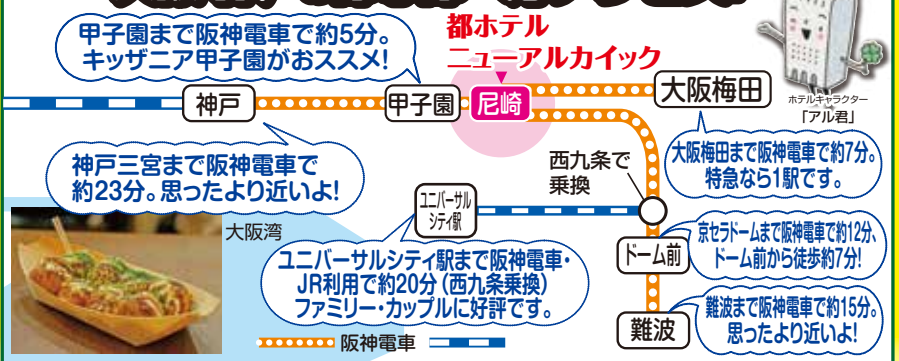 甲子園まで阪神電車で約5分。
キッザニア甲子園がおススメ!
都ホテル
ニューアルカイック
神戸
甲子園
尼崎
大阪梅田
ホテルキャラクター
「アル君」
神戸三宮まで阪神電車で
約23分。思ったより近いよ!
西九条で
乗換
大阪梅田まで阪神電車で約7分。
特急なら1駅です。
ユニバーサル
シティ駅
大阪湾
ドーム前
京セラドームまで阪神電車で約12分、
ドーム前から徒歩約7分!
ユニバーサルシティ駅まで阪神電車・
JR利用で約20分(西九条乗換)
ファミリー・カップルに好評です。
難波
難波まで阪神電車で約15分。
思ったより近いよ!
阪神電車